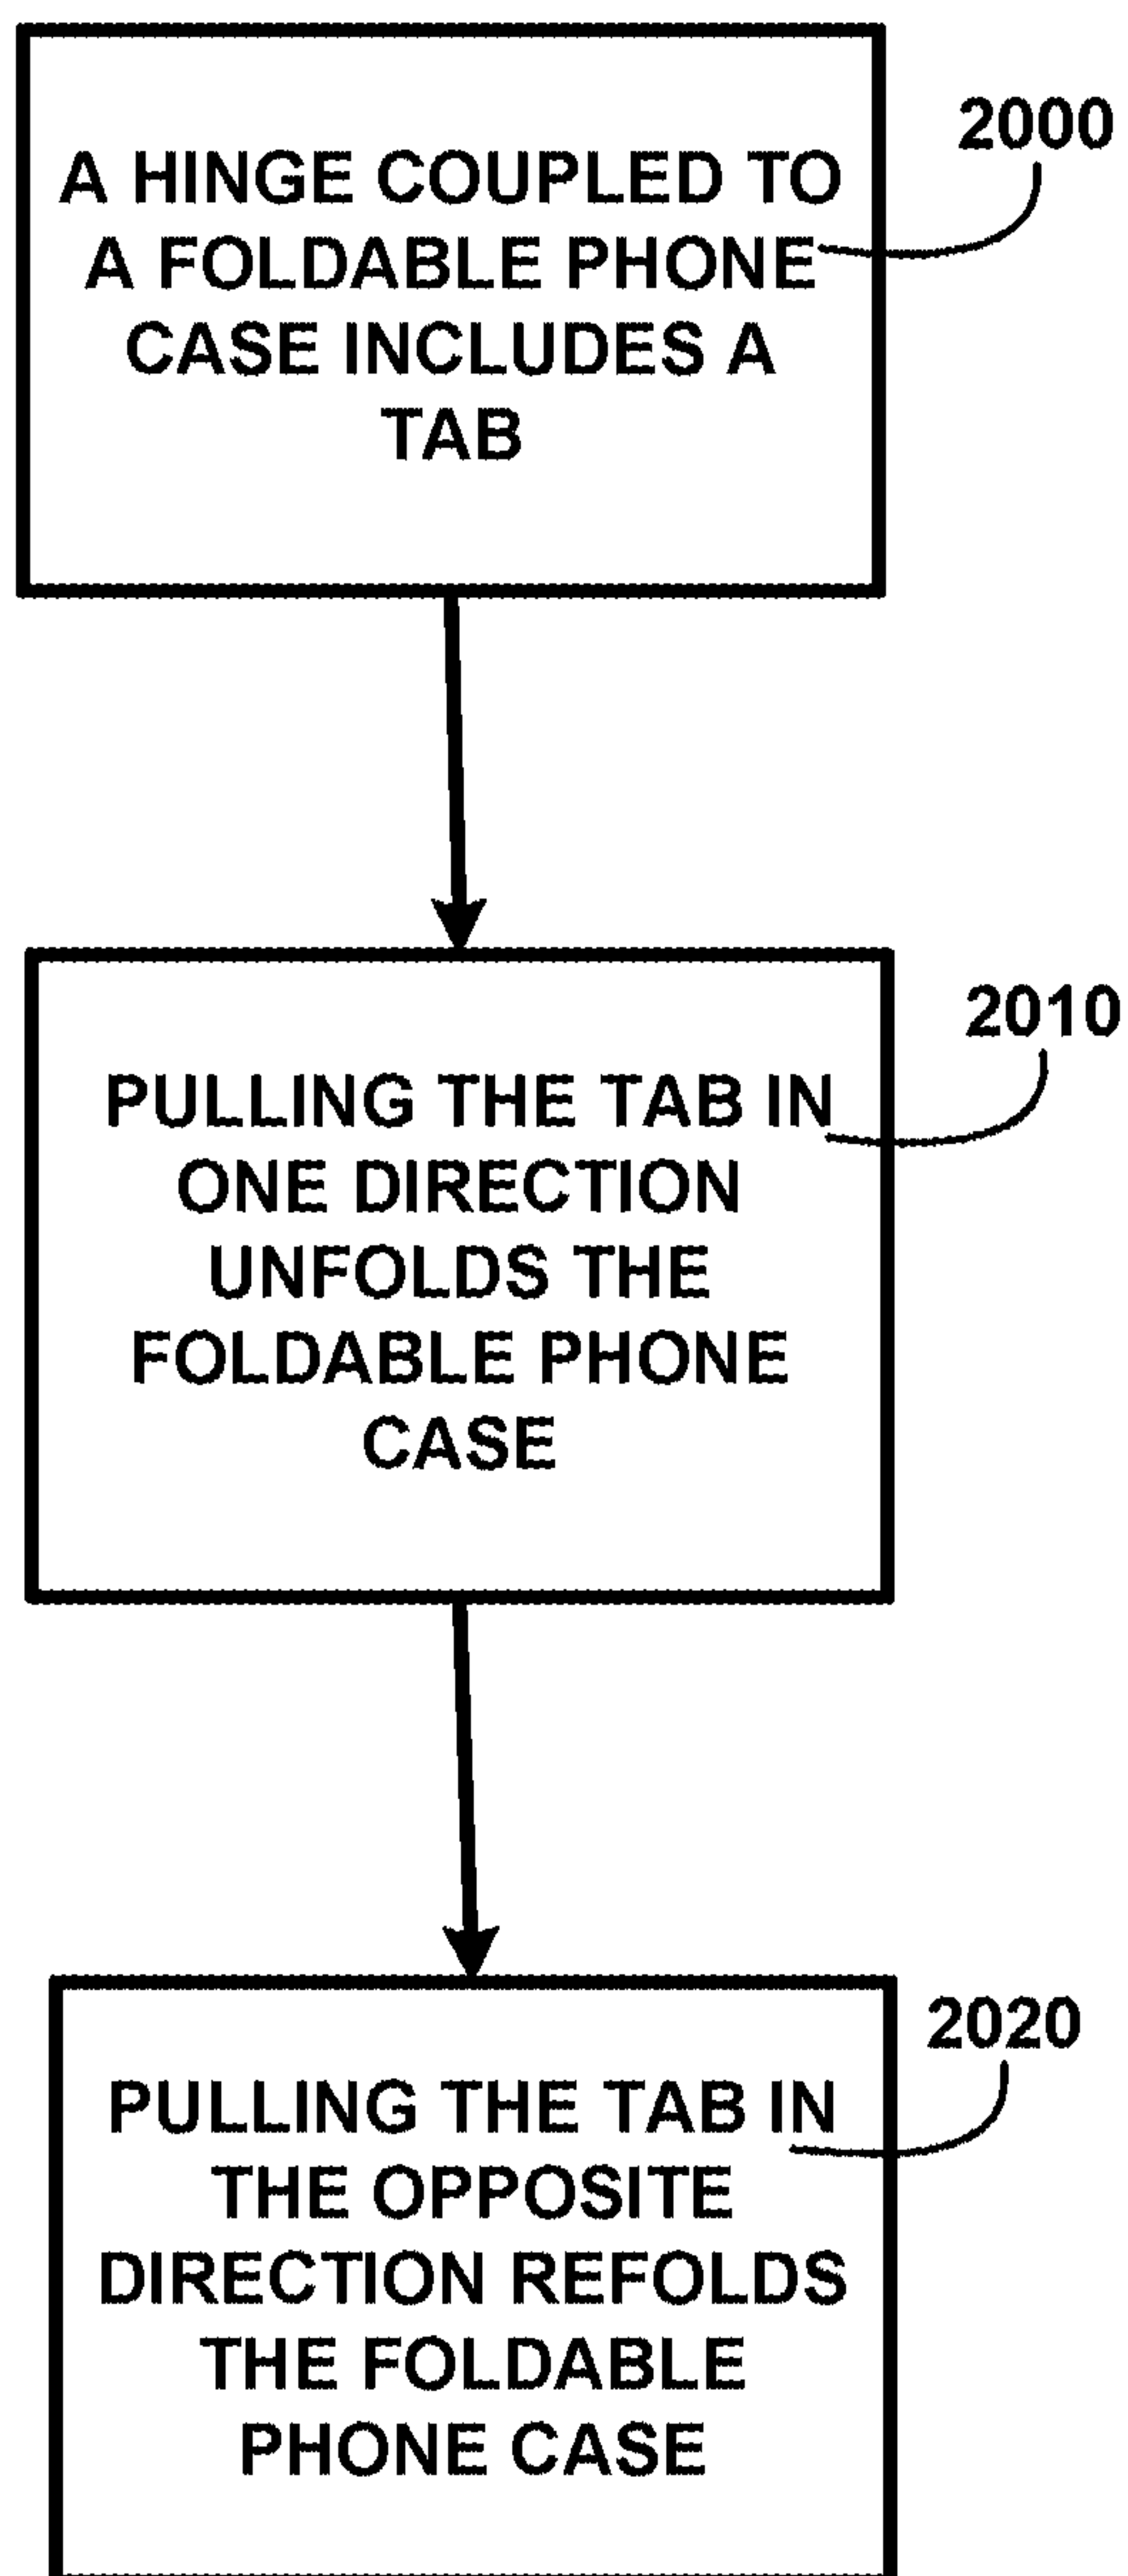 2000
A HINGE COUPLED TO
A FOLDABLE PHONE
CASE INCLUDES A
TAB
2010
PULLING THE TAB IN
ONE DIRECTION
UNFOLDS THE
FOLDABLE PHONE
CASE
2020
PULLING THE TAB IN
THE OPPOSITE
DIRECTION REFOLDS
THE FOLDABLE
PHONE CASE